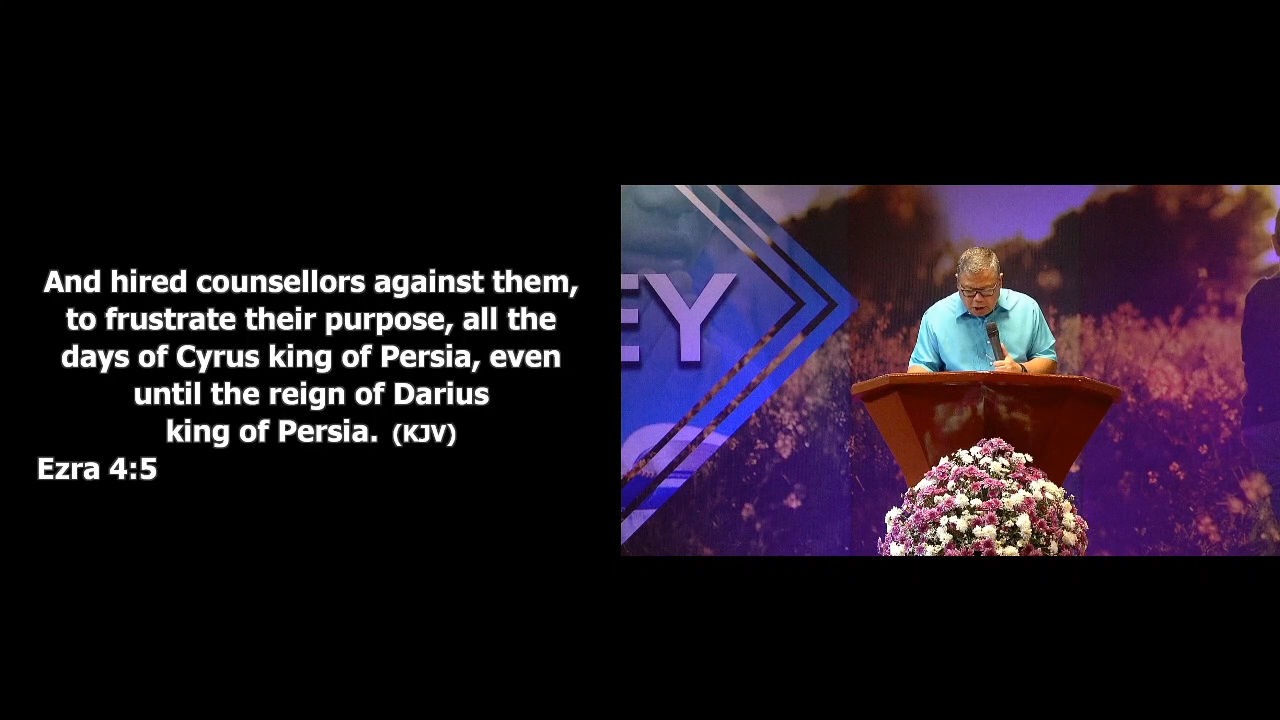 And hired counsellors against them,
to frustrate their purpose, all the
days of Cyrus king of Persia, even
until the reign of Darius
king of Persia. (KJV)
Ezra 4:5
EY